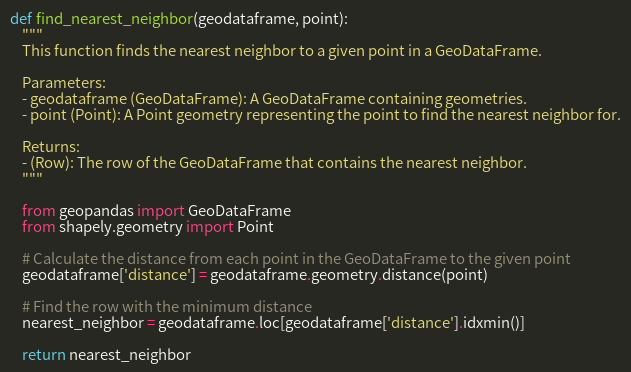 def find_nearest_neighbor(geodataframe, point):
    """
    This function finds the nearest neighbor to a given point in a GeoDataFrame.

    Parameters:
    - geodataframe (GeoDataFrame): A GeoDataFrame containing geometries.
    - point (Point): A Point geometry representing the point to find the nearest neighbor for.

    Returns:
    - (Row): The row of the GeoDataFrame that contains the nearest neighbor.
    """

    from geopandas import GeoDataFrame
    from shapely.geometry import Point

    # Calculate the distance from each point in the GeoDataFrame to the given point
    geodataframe['distance'] = geodataframe.geometry.distance(point)

    # Find the row with the minimum distance
    nearest_neighbor = geodataframe.loc[geodataframe['distance'].idxmin()]

    return nearest_neighbor